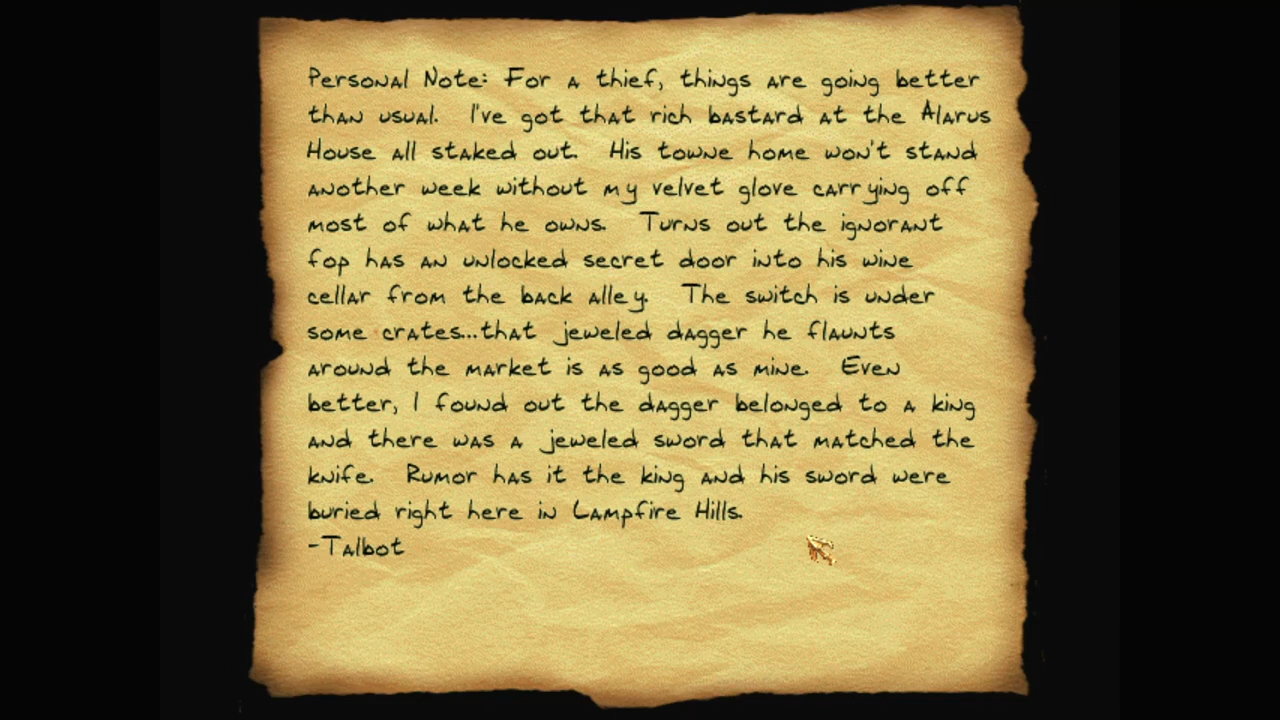 Personal Note: For a thief, things are going better
than usual.  I've got that rich bastard at the Alarus
House all staked out.  His towne home won't stand
another week without my velvet glove carrying off
most of what he owns.  Turns out the ignorant
fop has an unlocked secret door into his wine
cellar from the back alley.  The switch is under
some crates...that jeweled dagger he flaunts
around the market is as good as mine.  Even
better, I found out the dagger belonged to a king
and there was a jeweled sword that matched the
knife.  Rumor has it the king and his sword were
buried right here in Lampfire Hills.
-Talbot